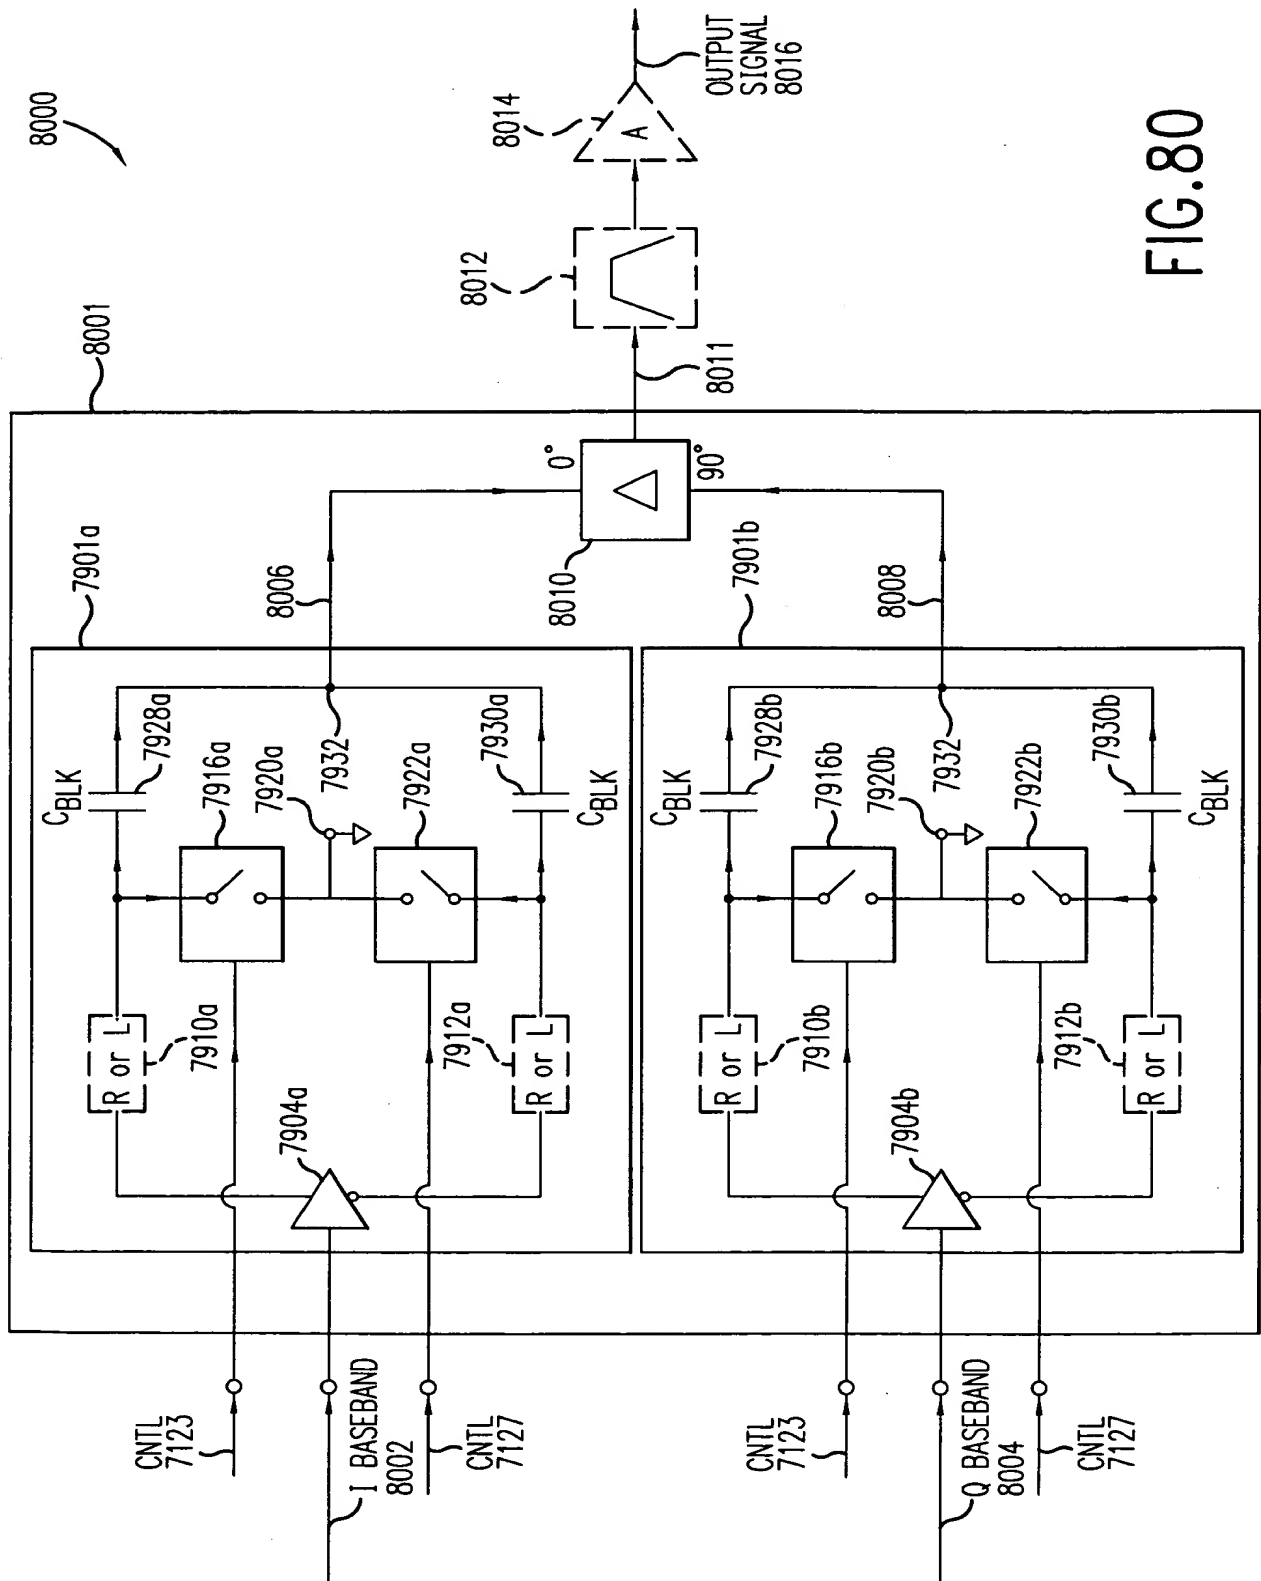 8000
8001
7901a
C_BLK
7928a
7916a
7920a
7932
7922a
7930a
C_BLK
R or L
7910a
7912a
R or L
7904a
CNTL
7123
I BASEBAND
8002
CNTL
7127
8006
0°
8010
90°
8008
8011
8012
8014
A
OUTPUT
SIGNAL
8016
7901b
C_BLK
7928b
7916b
7920b
7932
7922b
7930b
C_BLK
R or L
7910b
7912b
R or L
7904b
CNTL
7123
Q BASEBAND
8004
CNTL
7127
FIG.80